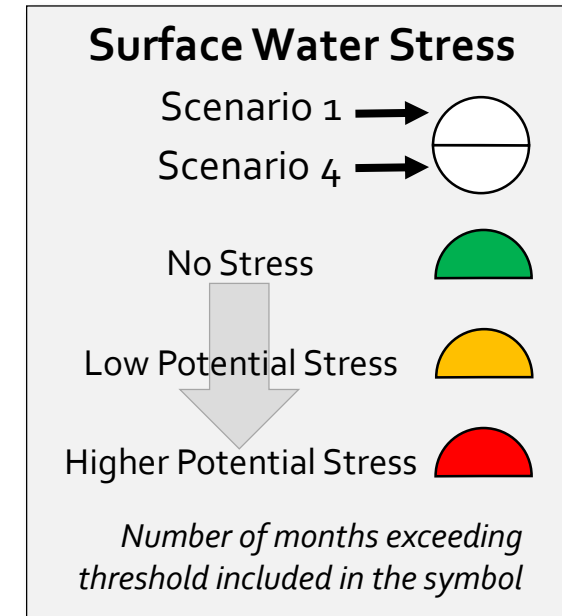 Surface Water Stress
Scenario 1
Scenario 4
No Stress
Low Potential Stress
Higher Potential Stress
Number of months exceeding
threshold included in the symbol